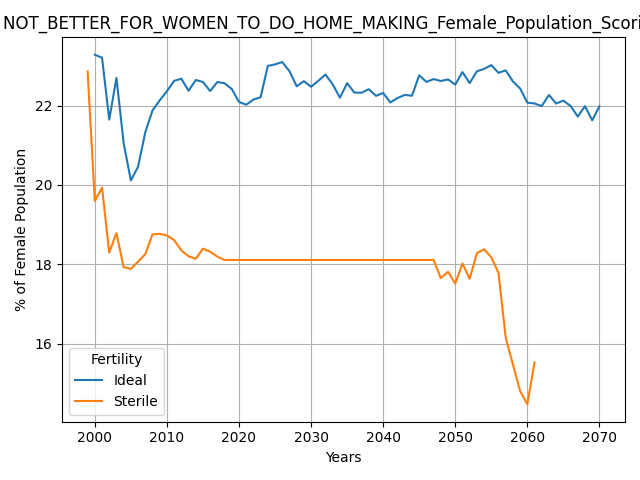 NOT_BETTER_FOR_WOMEN_TO_DO_HOME_MAKING_Female_Population_Scori
% of Female Population
22
20
18
16
Fertility
Ideal
Sterile
2000 2010 2020 2030 2040 2050 2060 2070
Years